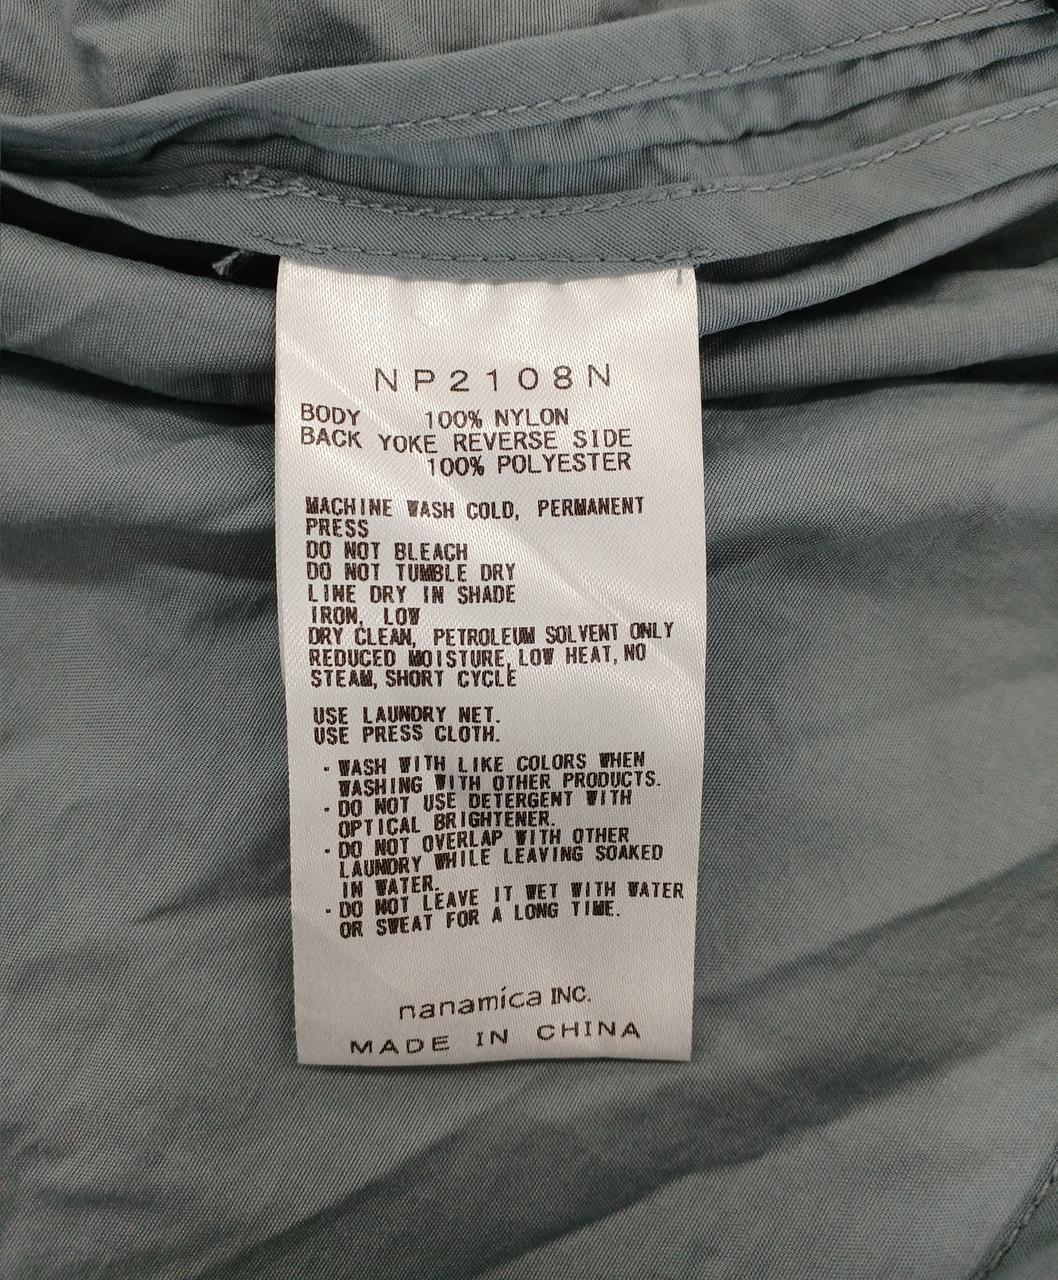 NP2108N
BODY 100% NYLON
BACK YOKE REVERSE SIDE
100% POLYESTER
MACHINE WASH COLD, PERMANENT
PRESS
DO NOT BLEACH
DO NOT TUMBLE DRY
LINE DRY IN SHADE
IRON, LOW
DRY CLEAN, PETROLEUM SOLVENT ONLY
REDUCED MOISTURE, LOW HEAT, NO
STEAM, SHORT CYCLE
USE LAUNDRY NET.
USE PRESS CLOTH.
・WASH WITH LIKE COLORS WHEN
WASHING WITH OTHER PRODUCTS.
・DO NOT USE DETERGENT WITH
OPTICAL BRIGHTENER.
・DO NOT OVERLAP WITH OTHER
LAUNDRY WHILE LEAVING SOAKED
IN WATER.
・DO NOT LEAVE IT WET WITH WATER
OR SWEAT FOR A LONG TIME.
nanamíca INC.
MADE IN CHINA